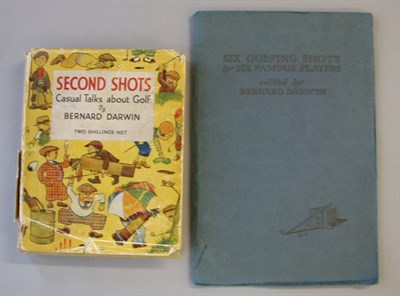 SECOND SHOTS
Casual Talks about Golf
By
BERNARD DARWIN
TWO SHILLINGS NET
SIX GOLFING SHOTS
by SIX FAMOUS PLAYERS
edited by
BERNARD DARWIN